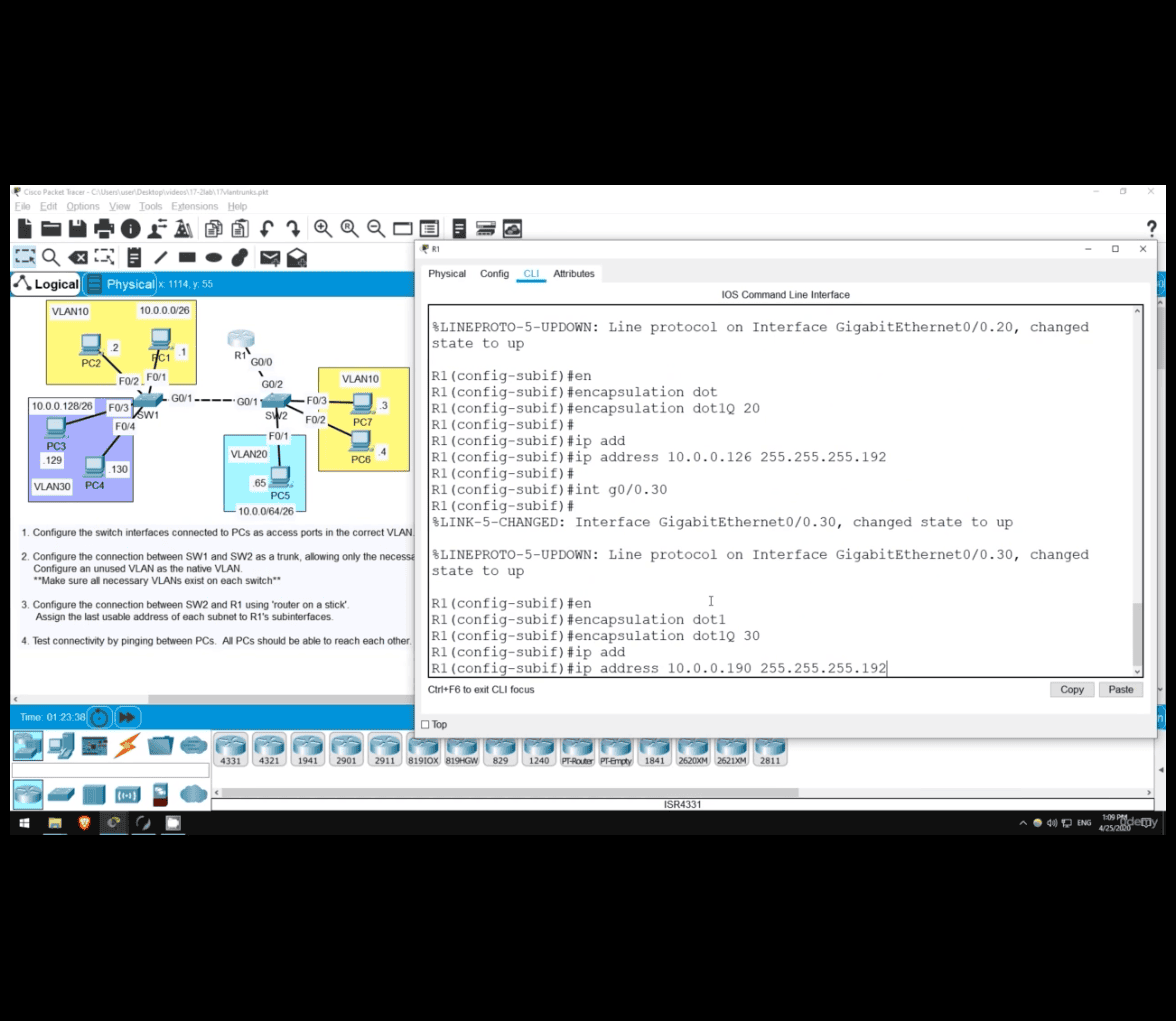 Cisco Packet Tracer - C:\Users\user\Desktop\videos\17-2lab\17vlantrunks.pkt
File Edit Options View Tools Extensions Help
R1
Physical Config CLI Attributes
Logical Physical x: 1114, y: 55
IOS Command Line Interface
%LINEPROTO-5-UPDOWN: Line protocol on Interface GigabitEthernet0/0.20, changed
state to up
R1(config-subif)#en
R1(config-subif)#encapsulation dot
R1(config-subif)#encapsulation dot1Q 20
R1(config-subif)#
R1(config-subif)#ip add
R1(config-subif)#ip address 10.0.0.126 255.255.255.192
R1(config-subif)#
R1(config-subif)#int g0/0.30
R1(config-subif)#
%LINK-5-CHANGED: Interface GigabitEthernet0/0.30, changed state to up
%LINEPROTO-5-UPDOWN: Line protocol on Interface GigabitEthernet0/0.30, changed
state to up
R1(config-subif)#en
R1(config-subif)#encapsulation dot1
R1(config-subif)#encapsulation dot1Q 30
R1(config-subif)#ip add
R1(config-subif)#ip address 10.0.0.190 255.255.255.192
Ctrl+F6 to exit CLI focus
Copy
Paste
Top
VLAN10
10.0.0.0/26
.2
PC2
.1
PC1
F0/2
F0/1
R1
G0/0
G0/2
G0/1
G0/1
SW1
SW2
10.0.0.128/26
F0/3
F0/4
PC3
.129
.130
VLAN30
PC4
VLAN10
F0/3
.3
PC7
F0/2
.4
PC6
F0/1
VLAN20
.65
PC5
10.0.0/64/26
1. Configure the switch interfaces connected to PCs as access ports in the correct VLAN.
2. Configure the connection between SW1 and SW2 as a trunk, allowing only the necessa
Configure an unused VLAN as the native VLAN.
**Make sure all necessary VLANs exist on each switch**
3. Configure the connection between SW2 and R1 using 'router on a stick'.
Assign the last usable address of each subnet to R1's subinterfaces.
4. Test connectivity by pinging between PCs. All PCs should be able to reach each other.
Time: 01:23:38
4331 4321 1941 2901 2911 819IOX 819HGW 829 1240 PT-Router PT-Empty 1841 2620XM 2621XM 2811
ISR4331
ENG
1:09 PM
4/25/2020
udemy